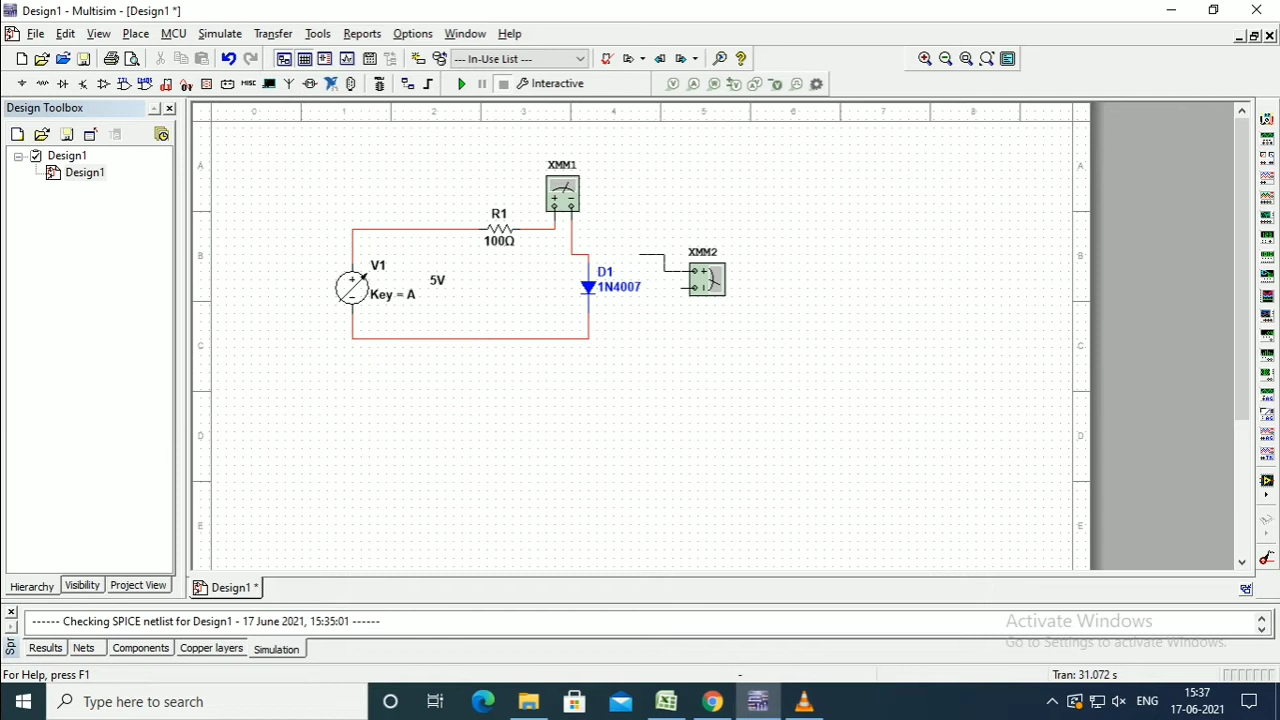 Design1 - Multisim - [Design1 *]
File Edit View Place MCU Simulate Transfer Tools Reports Options Window Help
--- In-Use List ---
Interactive
Design Toolbox
Design1
Design1
0 1 2 3 4 5 6 7 8
A A
B B
C C
D D
E E
XMM1
R1
100Ω
V1
5V
Key = A
D1
1N4007
XMM2
Hierarchy Visibility Project View
Design1 *
------ Checking SPICE netlist for Design1 - 17 June 2021, 15:35:01 ------
Spr
Results Nets Components Copper layers Simulation
Activate Windows
Go to Settings to activate Windows.
For Help, press F1
-
Tran: 31.072 s
Type here to search
ENG
15:37
17-06-2021